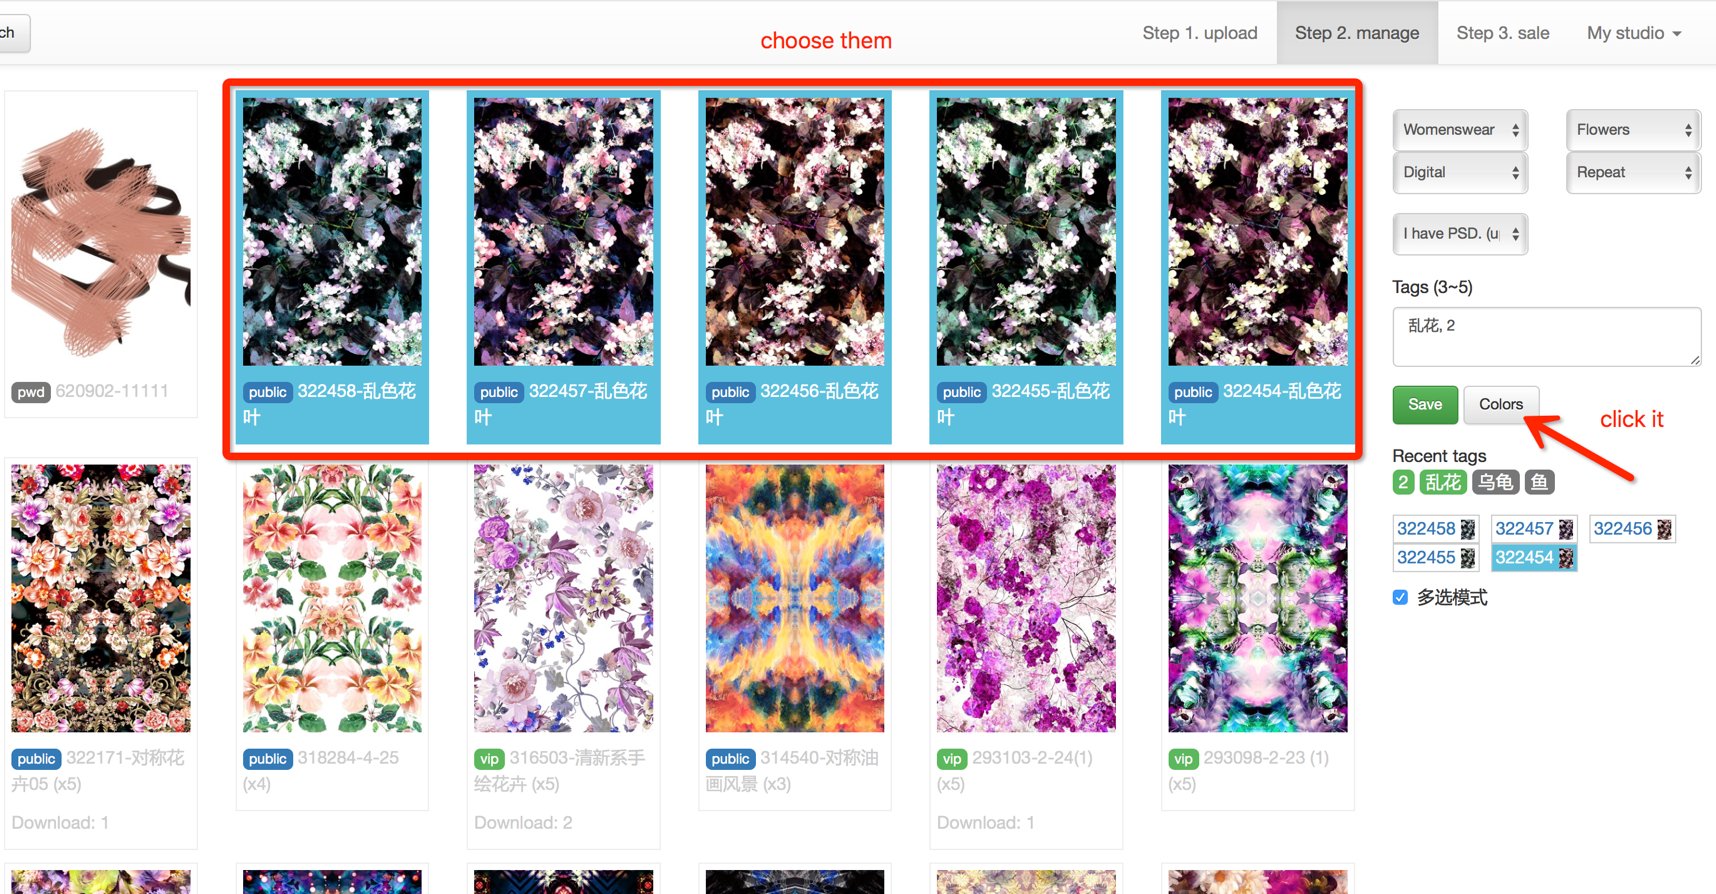 ch
choose them
Step 1. upload
Step 2. manage
Step 3. sale
My studio
pwd 620902-11111
public 322458-乱色花
叶
public 322457-乱色花
叶
public 322456-乱色花
叶
public 322455-乱色花
叶
public 322454-乱色花
叶
Womenswear
Flowers
Digital
Repeat
I have PSD. (u
Tags (3~5)
乱花, 2
Save
Colors
click it
Recent tags
2 乱花 乌龟 鱼
322458 322457 322456
322455 322454
多选模式
public 322171-对称花
卉05 (x5)
Download: 1
public 318284-4-25
(x4)
vip 316503-清新系手
绘花卉 (x5)
Download: 2
public 314540-对称油
画风景 (x3)
vip 293103-2-24(1)
(x5)
Download: 1
vip 293098-2-23 (1)
(x5)